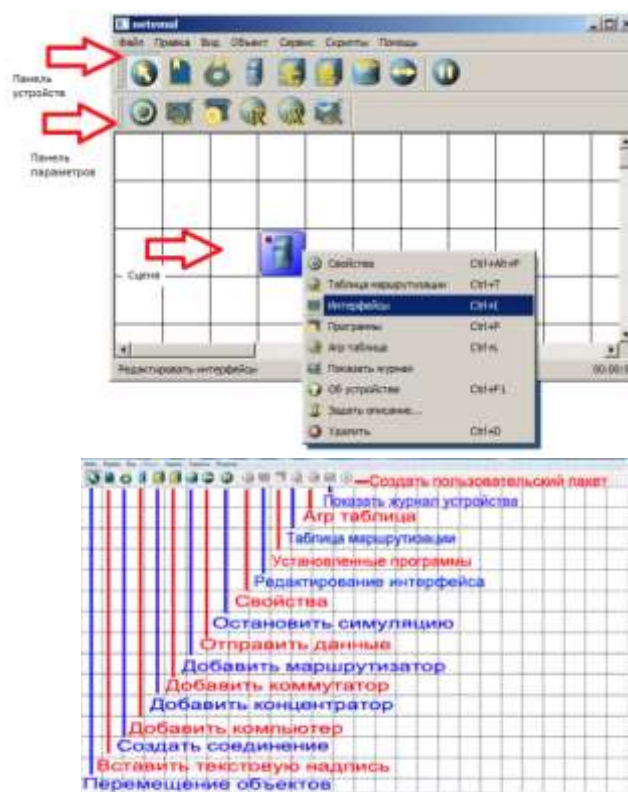 netemul
Файл Правка Вид Объект Сервис Скрипты Помощь
Панель
устройств
Панель
параметров
Сцена
Свойства Ctrl+Alt+P
Таблица маршрутизации Ctrl+T
Интерфейсы Ctrl+I
Программы Ctrl+P
Arp таблица
Показать журнал
Об устройстве Ctrl+F1
Задать описание...
Удалить Ctrl+D
Редактировать интерфейсы
Создать пользовательский пакет
Показать журнал устройства
Arp таблица
Таблица маршрутизации
Установленные программы
Редактирование интерфейса
Свойства
Остановить симуляцию
Отправить данные
Добавить маршрутизатор
Добавить коммутатор
Добавить концентратор
Добавить компьютер
Создать соединение
Вставить текстовую надпись
Перемещение объектов